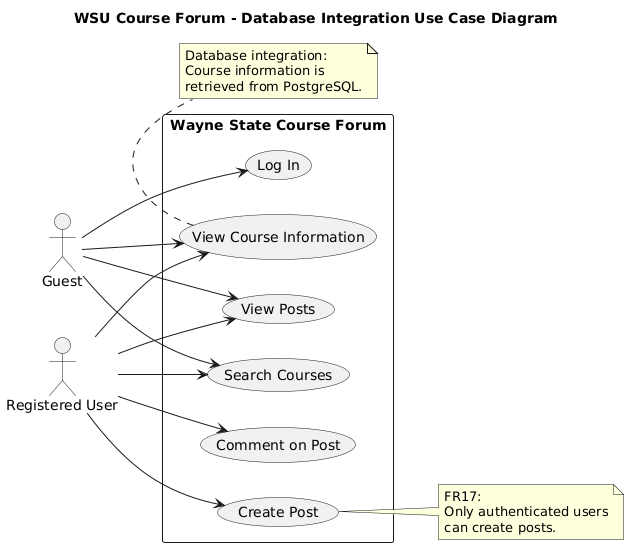 WSU Course Forum - Database Integration Use Case Diagram
Database integration:
Course information is
retrieved from PostgreSQL.
Wayne State Course Forum
Log In
View Course Information
Guest
View Posts
Search Courses
Registered User
Comment on Post
Create Post
FR17:
Only authenticated users
can create posts.